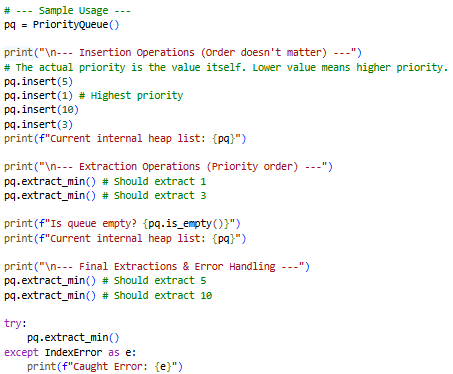 # --- Sample Usage ---
pq = PriorityQueue()
print("\n--- Insertion Operations (Order doesn't matter) ---")
# The actual priority is the value itself. Lower value means higher priority.
pq.insert(5)
pq.insert(1) # Highest priority
pq.insert(10)
pq.insert(3)
print(f"Current internal heap list: {pq}")
print("\n--- Extraction Operations (Priority order) ---")
pq.extract_min() # Should extract 1
pq.extract_min() # Should extract 3
print(f"Is queue empty? {pq.is_empty()}")
print(f"Current internal heap list: {pq}")
print("\n--- Final Extractions & Error Handling ---")
pq.extract_min() # Should extract 5
pq.extract_min() # Should extract 10
try:
    pq.extract_min()
except IndexError as e:
    print(f"Caught Error: {e}")